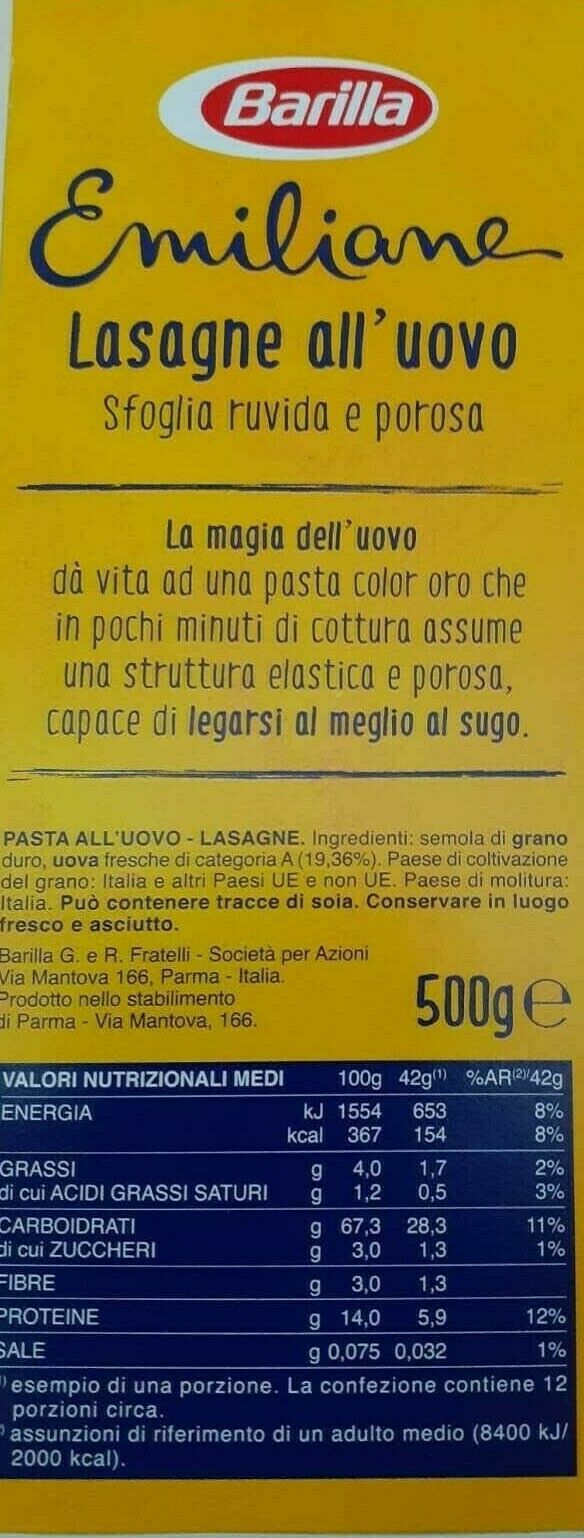 Barilla
Emiliane
Lasagne all'uovo
Sfoglia ruvida e porosa
La magia dell'uovo
dà vita ad una pasta color oro che
in pochi minuti di cottura assume
una struttura elastica e porosa,
capace di legarsi al meglio al sugo.
PASTA ALL'UOVO - LASAGNE. Ingredienti: semola di grano
duro, uova fresche di categoria A (19,36%). Paese di coltivazione
del grano: Italia e altri Paesi UE e non UE. Paese di molitura:
Italia. Può contenere tracce di soia. Conservare in luogo
fresco e asciutto.
Barilla G. e R. Fratelli - Società per Azioni
Via Mantova 166, Parma - Italia.
Prodotto nello stabilimento
di Parma - Via Mantova, 166.
500g e
VALORI NUTRIZIONALI MEDI 100g 42g(1) %AR(2)/42g
ENERGIA kJ 1554 653 8%
kcal 367 154 8%
GRASSI g 4,0 1,7 2%
di cui ACIDI GRASSI SATURI g 1,2 0,5 3%
CARBOIDRATI g 67,3 28,3 11%
di cui ZUCCHERI g 3,0 1,3 1%
FIBRE g 3,0 1,3
PROTEINE g 14,0 5,9 12%
SALE g 0,075 0,032 1%
(1) esempio di una porzione. La confezione contiene 12
porzioni circa.
(2) assunzioni di riferimento di un adulto medio (8400 kJ/
2000 kcal).